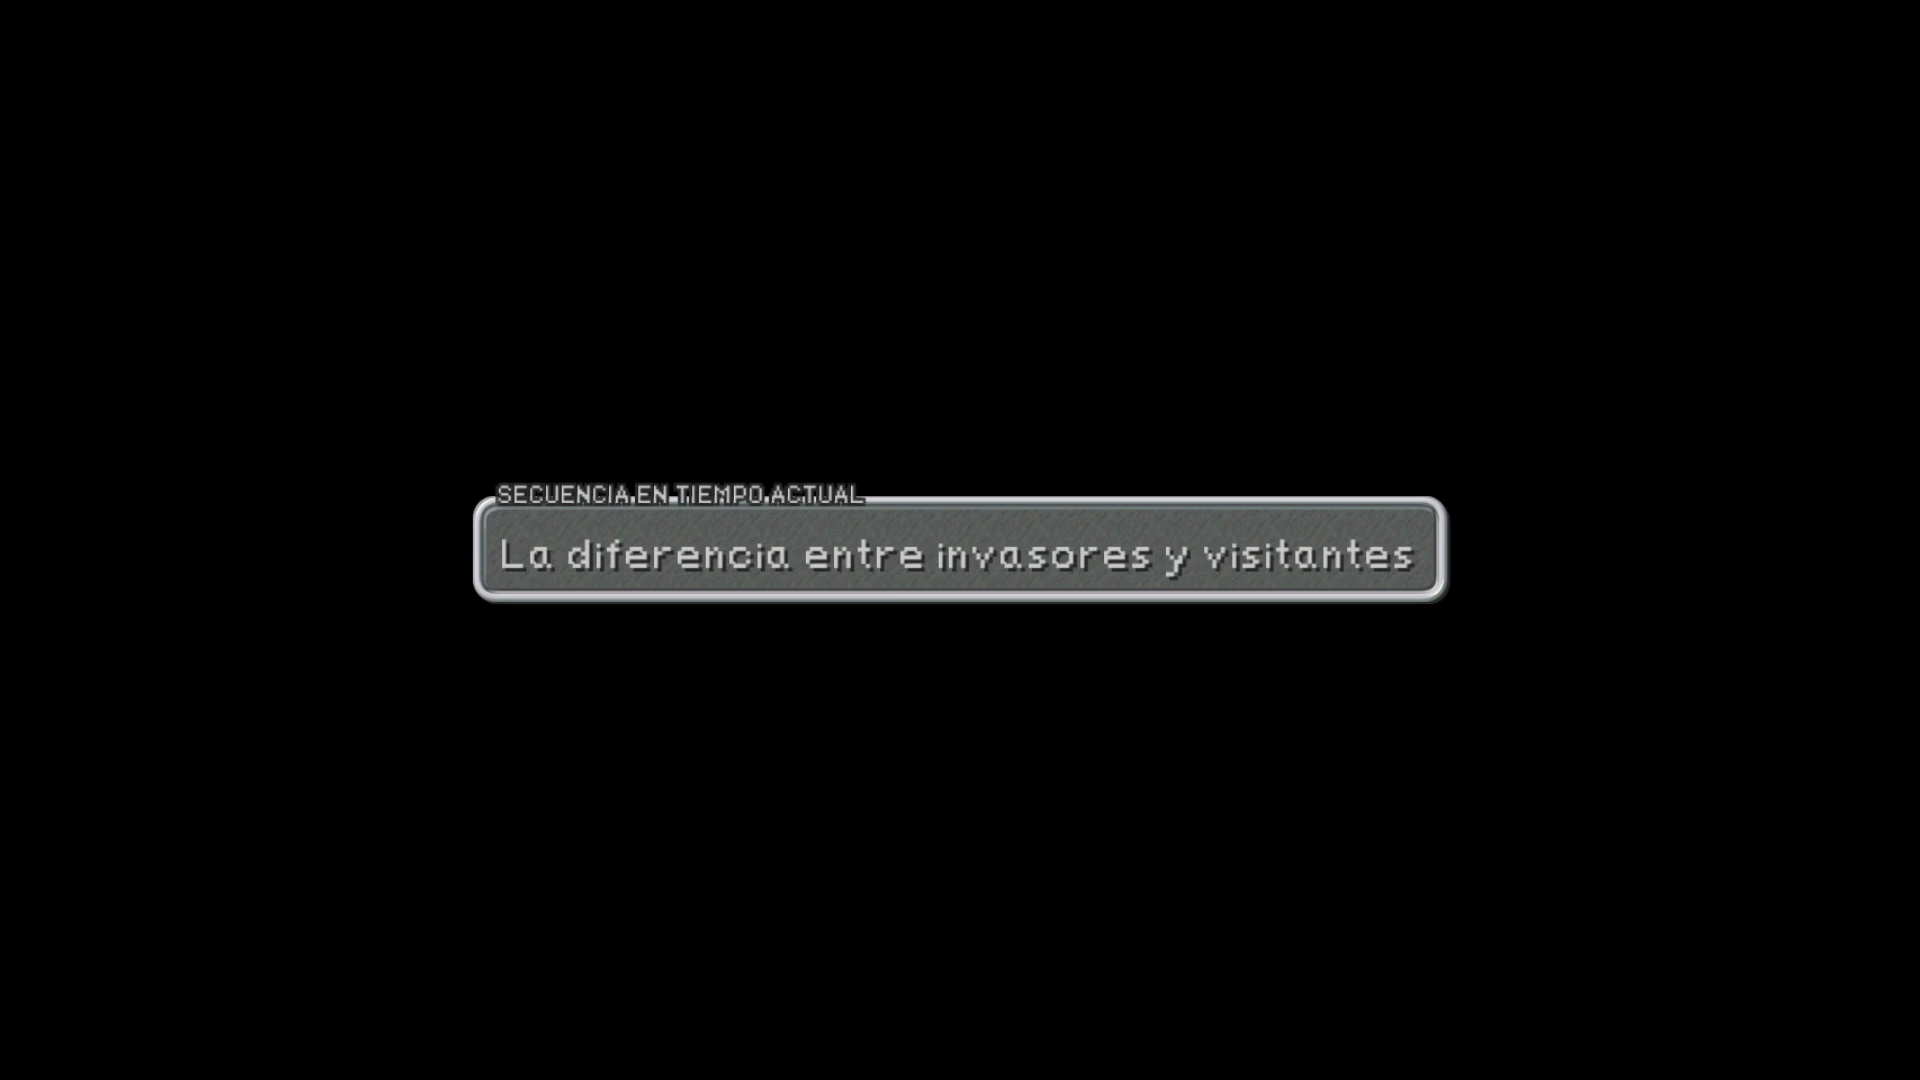 SECUENCIA EN TIEMPO ACTUAL
La diferencia entre invasores y visitantes